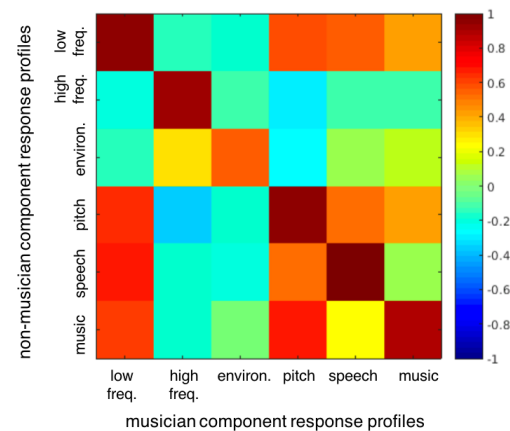 non-musician component response profiles
low
freq.
high
freq.
environ.
pitch
speech
music
1
0.8
0.6
0.4
0.2
0
-0.2
-0.4
-0.6
-0.8
-1
low
freq.
high
freq.
environ.
pitch
speech
music
musician component response profiles